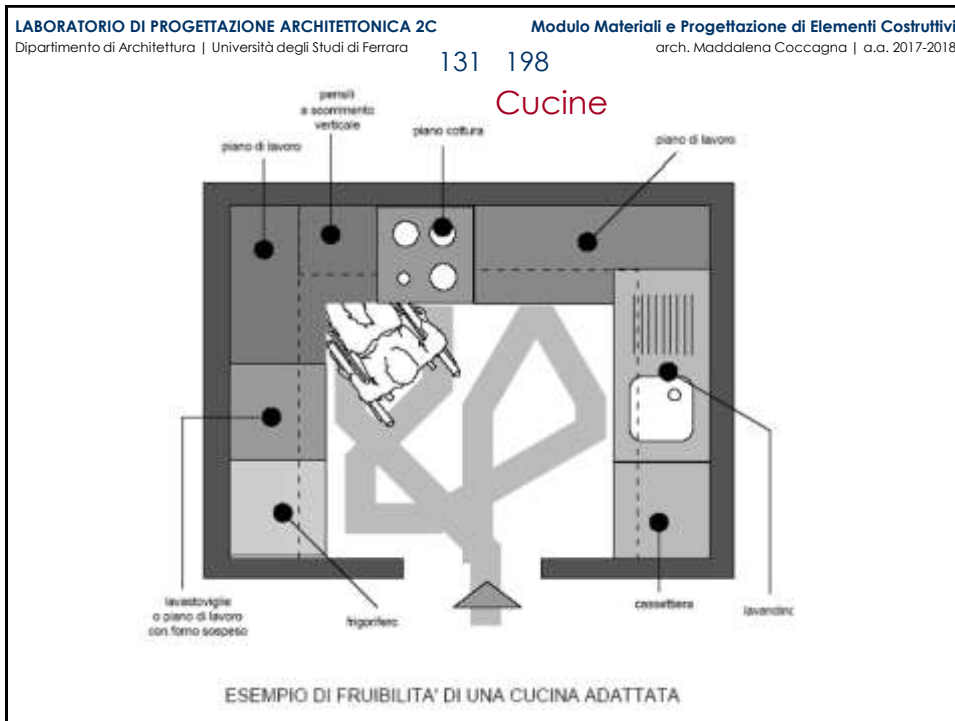 LABORATORIO DI PROGETTAZIONE ARCHITETTONICA 2C
Modulo Materiali e Progettazione di Elementi Costruttivi
Dipartimento di Architettura | Università degli Studi di Ferrara
arch. Maddalena Coccagna | a.a. 2017-2018
131 198
Cucine
pensili
a scorrimento
verticale
piano di lavoro
piano cottura
piano di lavoro
lavastoviglie
o piano di lavoro
con forno sospeso
frigorifero
cassettiera
lavandino
ESEMPIO DI FRUIBILITA' DI UNA CUCINA ADATTATA